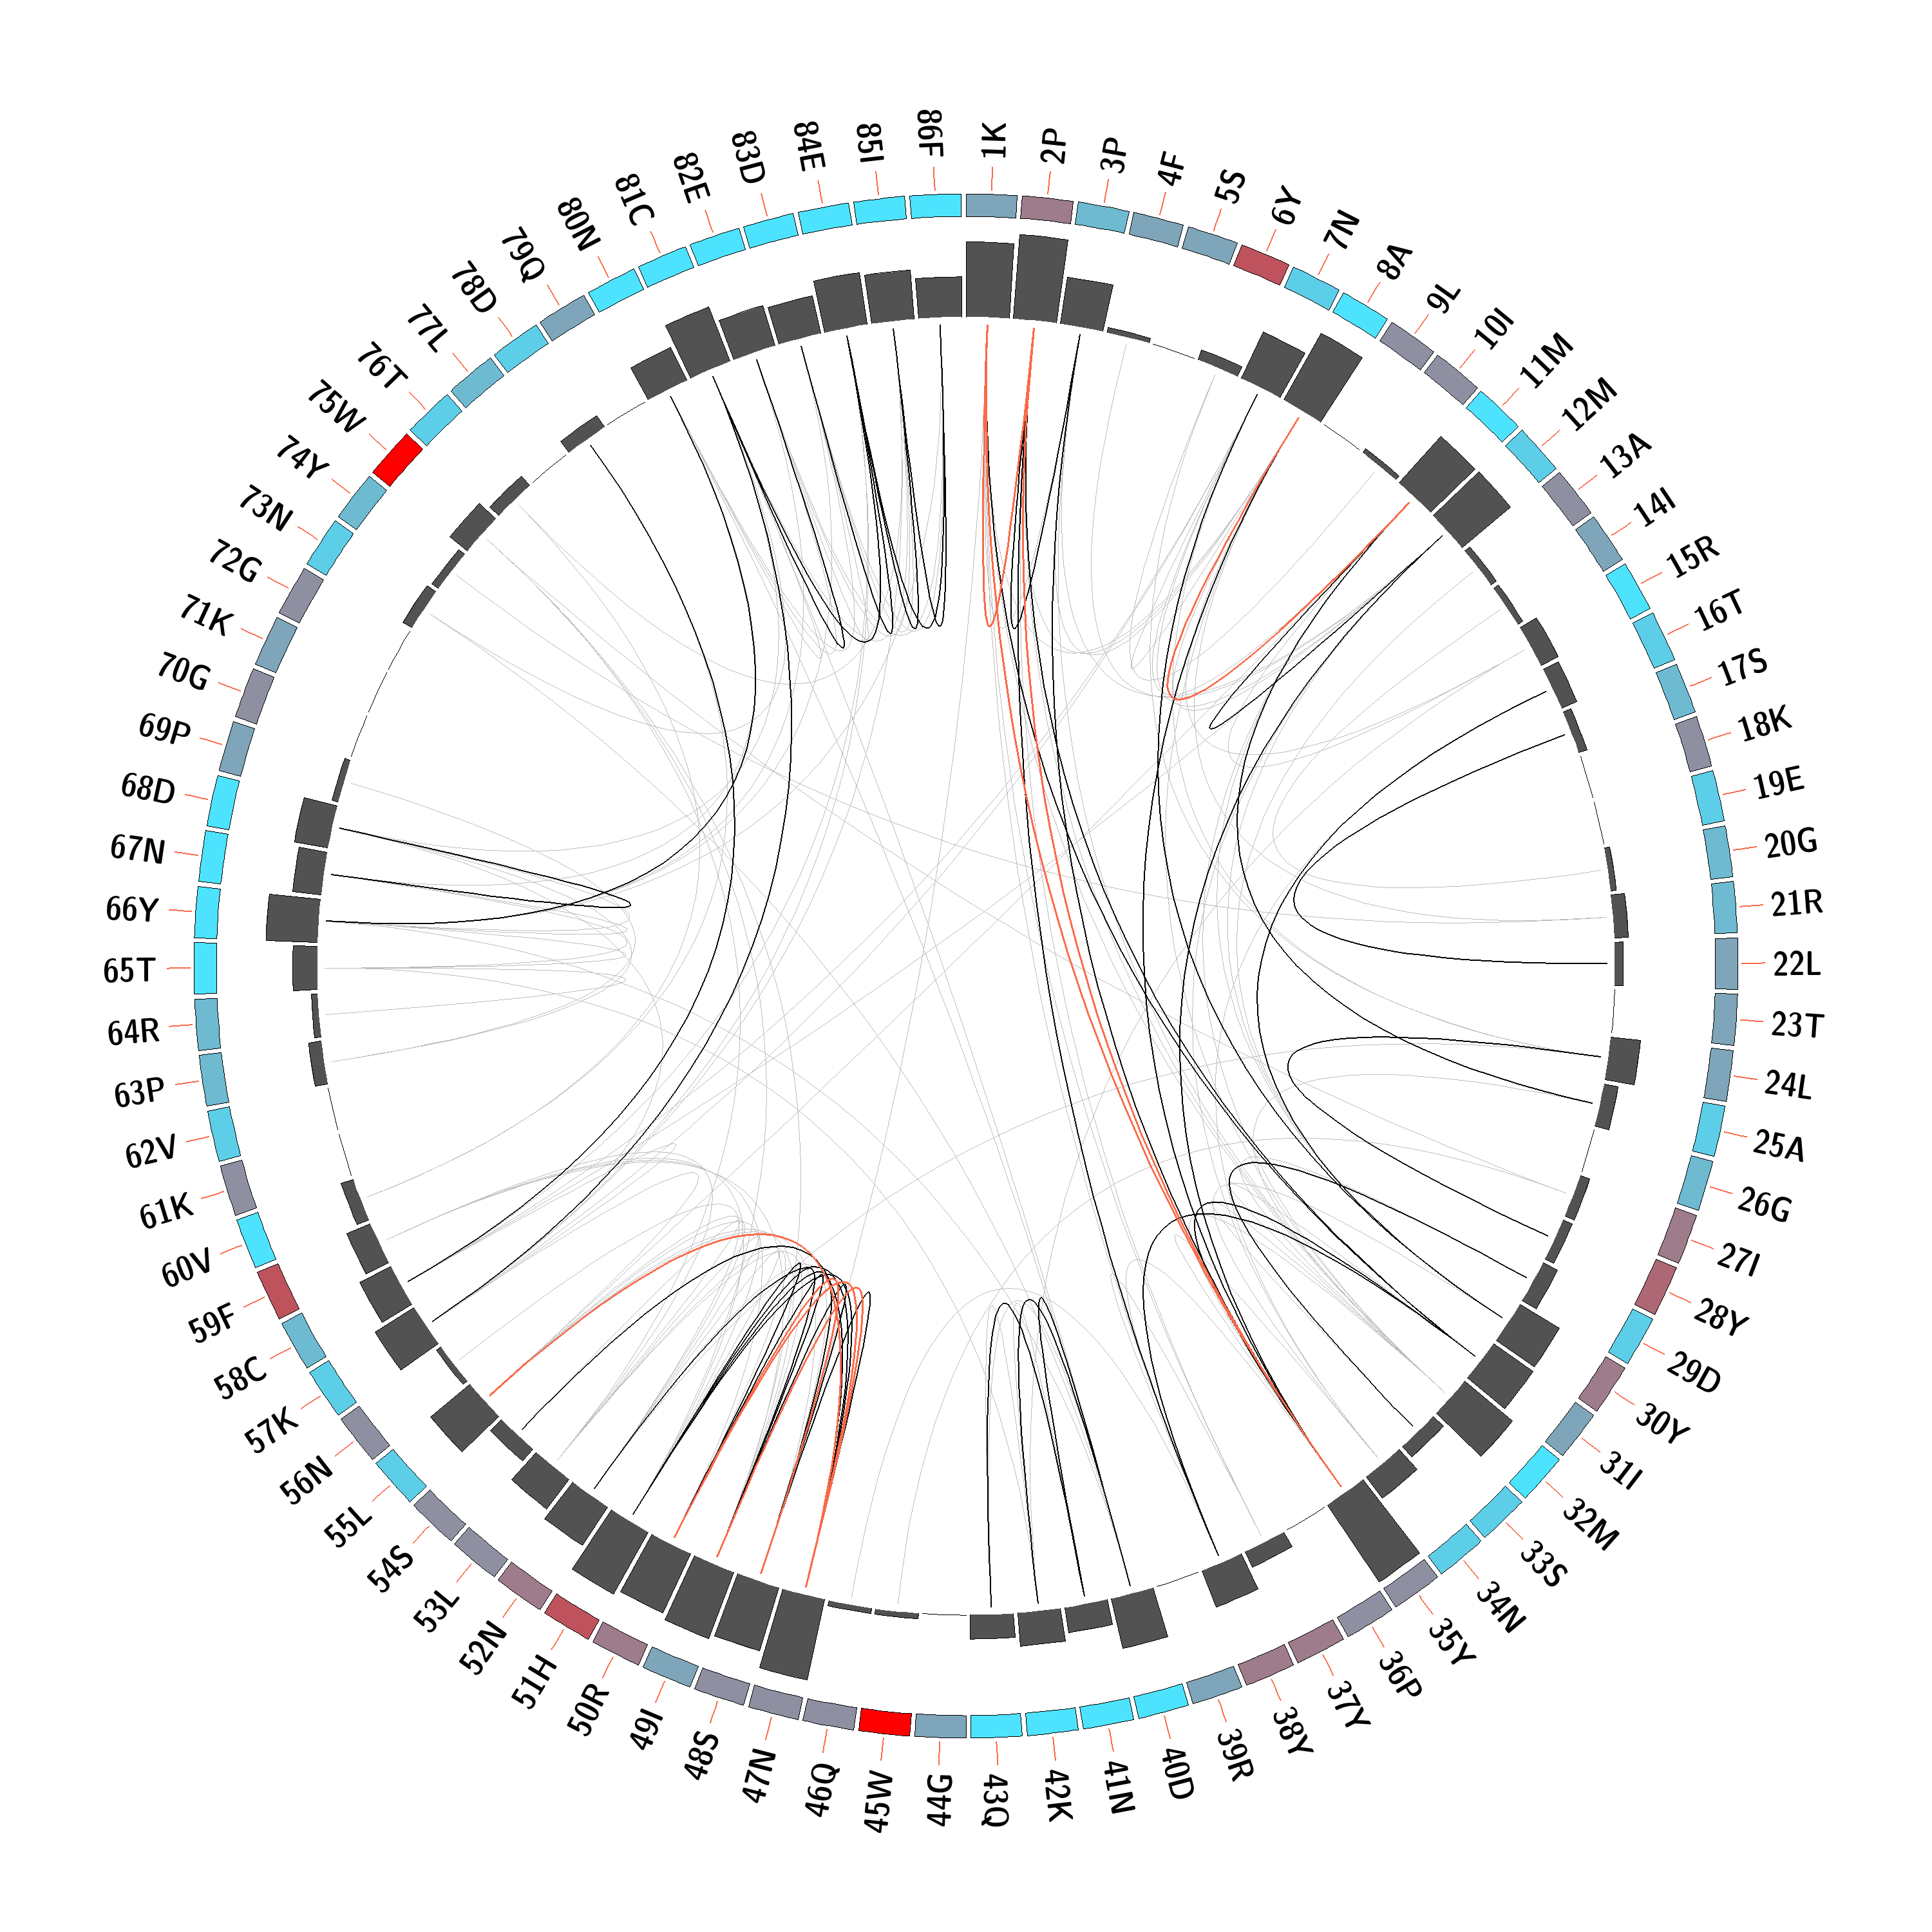 1K
2P
3P
4F
5S
6Y
7N
8A
9L
10I
11M
12M
13A
14I
15R
16T
17S
18K
19E
20G
21R
22L
23T
24L
25A
26G
27I
28Y
29D
30Y
31I
32M
33S
34N
35Y
36P
37Y
38Y
39R
40D
41N
42K
43Q
44G
45W
46Q
47N
48S
49I
50R
51H
52N
53L
54S
55L
56N
57K
58C
59F
60V
61K
62V
63P
64R
65T
66Y
67N
68D
69P
70G
71K
72G
73N
74Y
75W
76T
77L
78D
79Q
80N
81C
82E
83D
84E
85I
86F